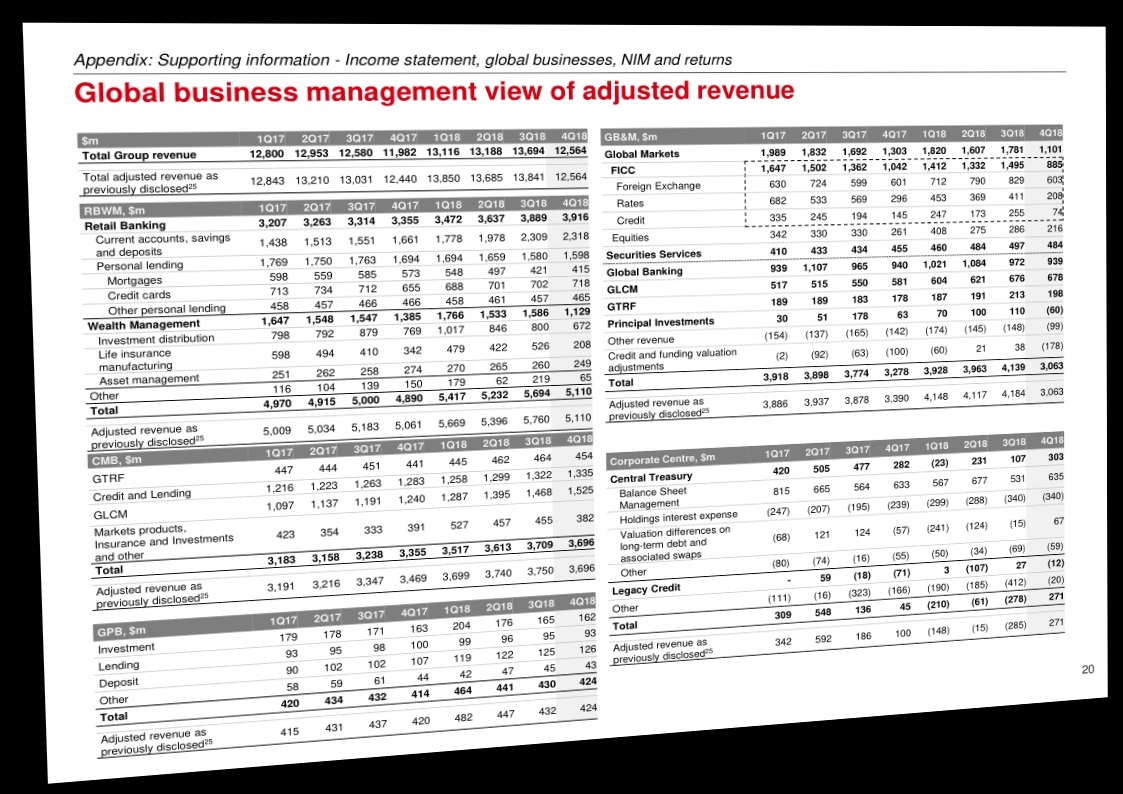 Appendix: Supporting information - Income statement, global businesses, NIM and returns
Global business management view of adjusted revenue
$m 1Q17 2Q17 3Q17 4Q17 1Q18 2Q18 3Q18 4Q18
Total Group revenue 12,800 12,953 12,580 11,982 13,116 13,188 13,694 12,564
Total adjusted revenue as
previously disclosed25 12,843 13,210 13,031 12,440 13,850 13,685 13,841 12,564
RBWM, $m 1Q17 2Q17 3Q17 4Q17 1Q18 2Q18 3Q18 4Q18
Retail Banking 3,207 3,263 3,314 3,355 3,472 3,637 3,889 3,916
Current accounts, savings
and deposits 1,438 1,513 1,551 1,661 1,778 1,978 2,309 2,318
Personal lending 1,769 1,750 1,763 1,694 1,694 1,659 1,580 1,598
Mortgages 598 559 585 573 548 497 421 415
Credit cards 713 734 712 655 688 701 702 718
Other personal lending 458 457 466 466 458 461 457 465
Wealth Management 1,647 1,548 1,547 1,385 1,766 1,533 1,586 1,129
Investment distribution 798 792 879 769 1,017 846 800 672
Life insurance
manufacturing 598 494 410 342 479 422 526 208
Asset management 251 262 258 274 270 265 260 249
Other 116 104 139 150 179 62 219 65
Total 4,970 4,915 5,000 4,890 5,417 5,232 5,694 5,110
Adjusted revenue as
previously disclosed25 5,009 5,034 5,183 5,061 5,669 5,396 5,760 5,110
CMB, $m 1Q17 2Q17 3Q17 4Q17 1Q18 2Q18 3Q18 4Q18
GTRF 447 444 451 441 445 462 464 454
Credit and Lending 1,216 1,223 1,263 1,283 1,258 1,299 1,322 1,335
GLCM 1,097 1,137 1,191 1,240 1,287 1,395 1,468 1,525
Markets products,
Insurance and Investments
and other 423 354 333 391 527 457 455 382
Total 3,183 3,158 3,238 3,355 3,517 3,613 3,709 3,696
Adjusted revenue as
previously disclosed25 3,191 3,216 3,347 3,469 3,699 3,740 3,750 3,696
GPB, $m 1Q17 2Q17 3Q17 4Q17 1Q18 2Q18 3Q18 4Q18
Investment 179 178 171 163 204 176 165 162
Lending 93 95 98 100 99 96 95 93
Deposit 90 102 102 107 119 122 125 126
Other 58 59 61 44 42 47 45 43
Total 420 434 432 414 464 441 430 424
Adjusted revenue as
previously disclosed25 415 431 437 420 482 447 432 424
GB&M, $m 1Q17 2Q17 3Q17 4Q17 1Q18 2Q18 3Q18 4Q18
Global Markets 1,989 1,832 1,692 1,303 1,820 1,607 1,781 1,101
FICC 1,647 1,502 1,362 1,042 1,412 1,332 1,495 885
Foreign Exchange 630 724 599 601 712 790 829 603
Rates 682 533 569 296 453 369 411 208
Credit 335 245 194 145 247 173 255 74
Equities 342 330 330 261 408 275 286 216
Securities Services 410 433 434 455 460 484 497 484
Global Banking 939 1,107 965 940 1,021 1,084 972 939
GLCM 517 515 550 581 604 621 676 678
GTRF 189 189 183 178 187 191 213 198
Principal Investments 30 51 178 63 70 100 110 (60)
Other revenue (154) (137) (165) (142) (174) (145) (148) (99)
Credit and funding valuation
adjustments (2) (92) (63) (100) (60) 21 38 (178)
Total 3,918 3,898 3,774 3,278 3,928 3,963 4,139 3,063
Adjusted revenue as
previously disclosed25 3,886 3,937 3,878 3,390 4,148 4,117 4,184 3,063
Corporate Centre, $m 1Q17 2Q17 3Q17 4Q17 1Q18 2Q18 3Q18 4Q18
Central Treasury 420 505 477 282 (23) 231 107 303
Balance Sheet
Management 815 665 564 633 567 677 531 635
Holdings interest expense (247) (207) (195) (239) (299) (288) (340) (340)
Valuation differences on
long-term debt and
associated swaps (68) 121 124 (57) (241) (124) (15) 67
Other (80) (74) (16) (55) (50) (34) (69) (59)
Legacy Credit - 59 (18) (71) 3 (107) 27 (12)
Other (111) (16) (323) (166) (190) (185) (412) (20)
Total 309 548 136 45 (210) (61) (278) 271
Adjusted revenue as
previously disclosed25 342 592 186 100 (148) (15) (285) 271
20